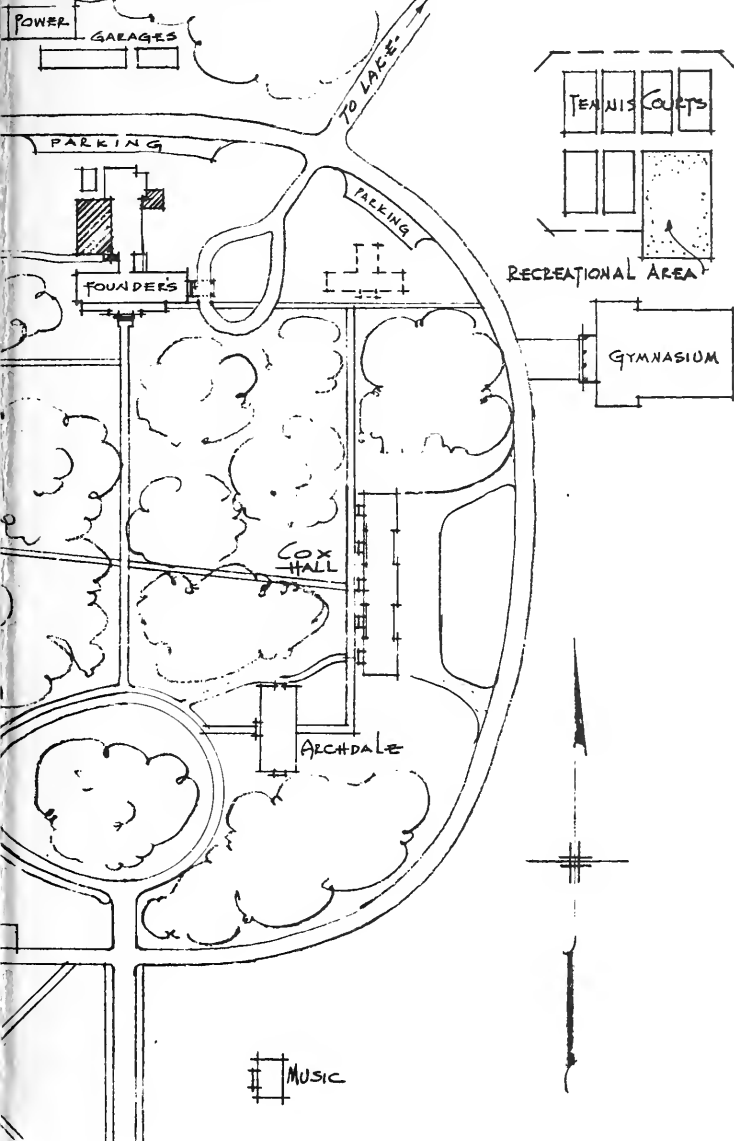 POWER
GARAGES
TO LAKE-
TENNIS COURTS
PARKING
PARKING
RECREATIONAL AREA
FOUNDERS
GYMNASIUM
COX
HALL
ARCHDALE
MUSIC